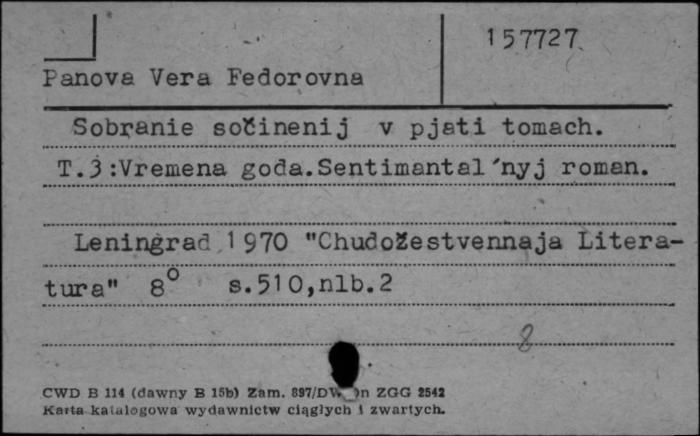 157727
Panova Vera Fedorovna
Sobranie sočinenij v pjati tomach.
T.3:Vremena goda.Sentimantal'nyj roman.
Leningrad 1970 "Chudožestvennaja Litera-
tura" 8° s.510,nlb.2
8
CWD B 114 (dawny B 15b) Zam. 897/DW n ZGG 2542
Karta katalogowa wydawnictw ciągłych i zwartych.